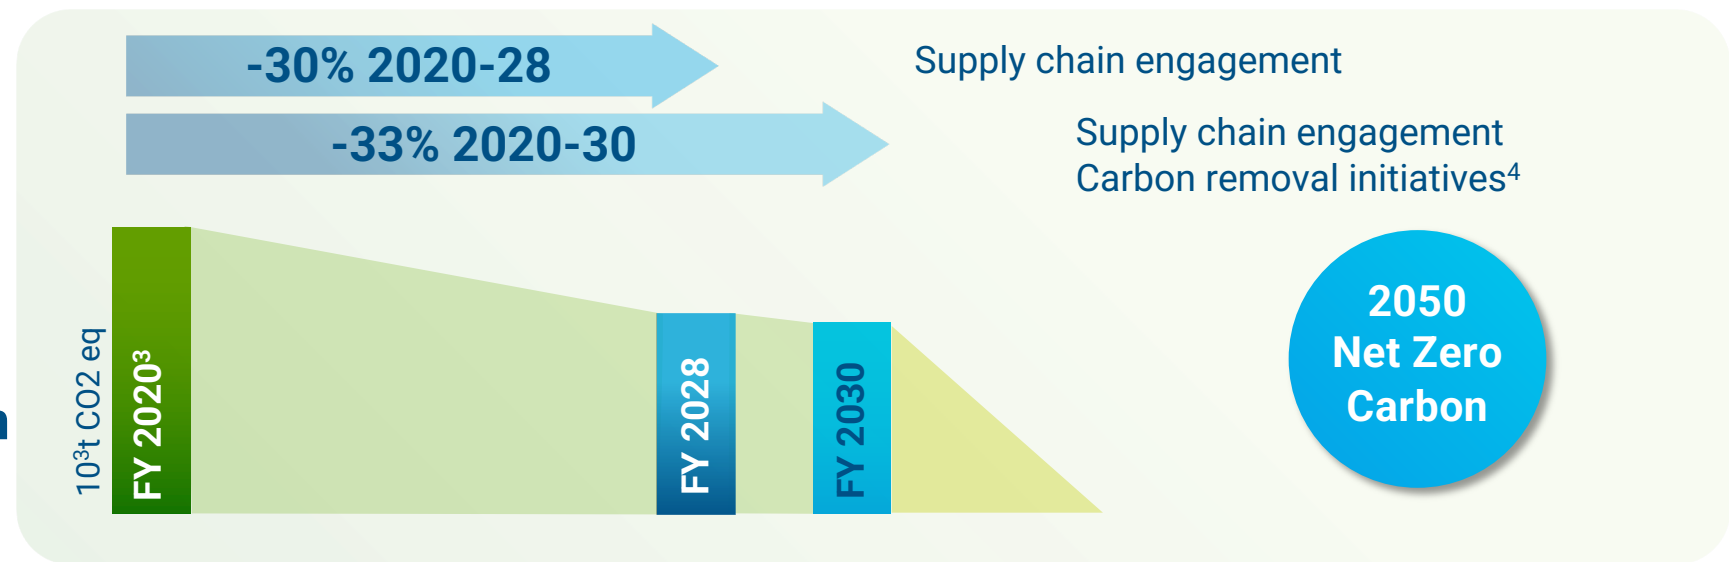 -30% 2020-28
Supply chain engagement
-33% 2020-30
Supply chain engagement
Carbon removal initiatives⁴
10³t CO2 eq
FY 2020³
FY 2028
FY 2030
2050
Net Zero
Carbon